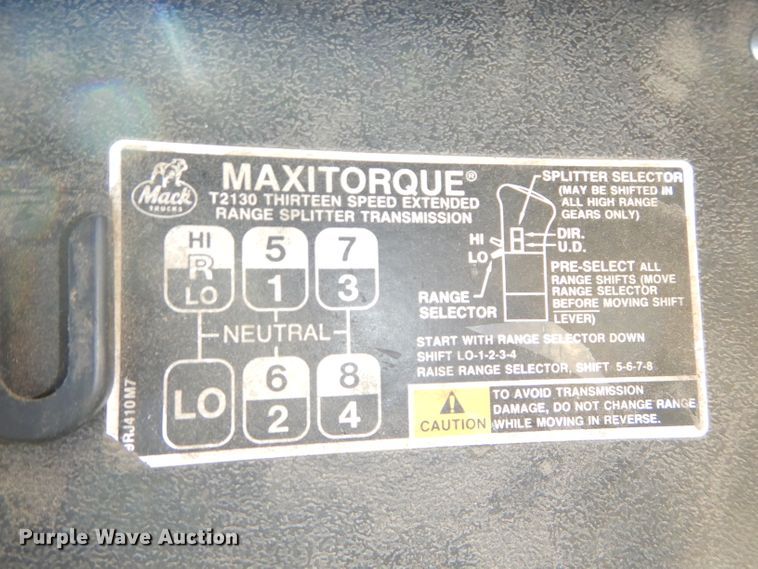 Mack
TRUCKS
MAXITORQUE®
T2130 THIRTEEN SPEED EXTENDED
RANGE SPLITTER TRANSMISSION
HI
R
LO
5
1
7
3
NEUTRAL
LO
6
2
8
4
SPLITTER SELECTOR
(MAY BE SHIFTED IN
ALL HIGH RANGE
GEARS ONLY)
DIR.
U.D.
HI
LO
RANGE
SELECTOR
PRE-SELECT ALL
RANGE SHIFTS (MOVE
RANGE SELECTOR
BEFORE MOVING SHIFT
LEVER)
START WITH RANGE SELECTOR DOWN
SHIFT LO-1-2-3-4
RAISE RANGE SELECTOR, SHIFT 5-6-7-8
CAUTION
TO AVOID TRANSMISSION
DAMAGE, DO NOT CHANGE RANGE
WHILE MOVING IN REVERSE.
RJ410M7
Purple Wave Auction
Purple Wave Auction